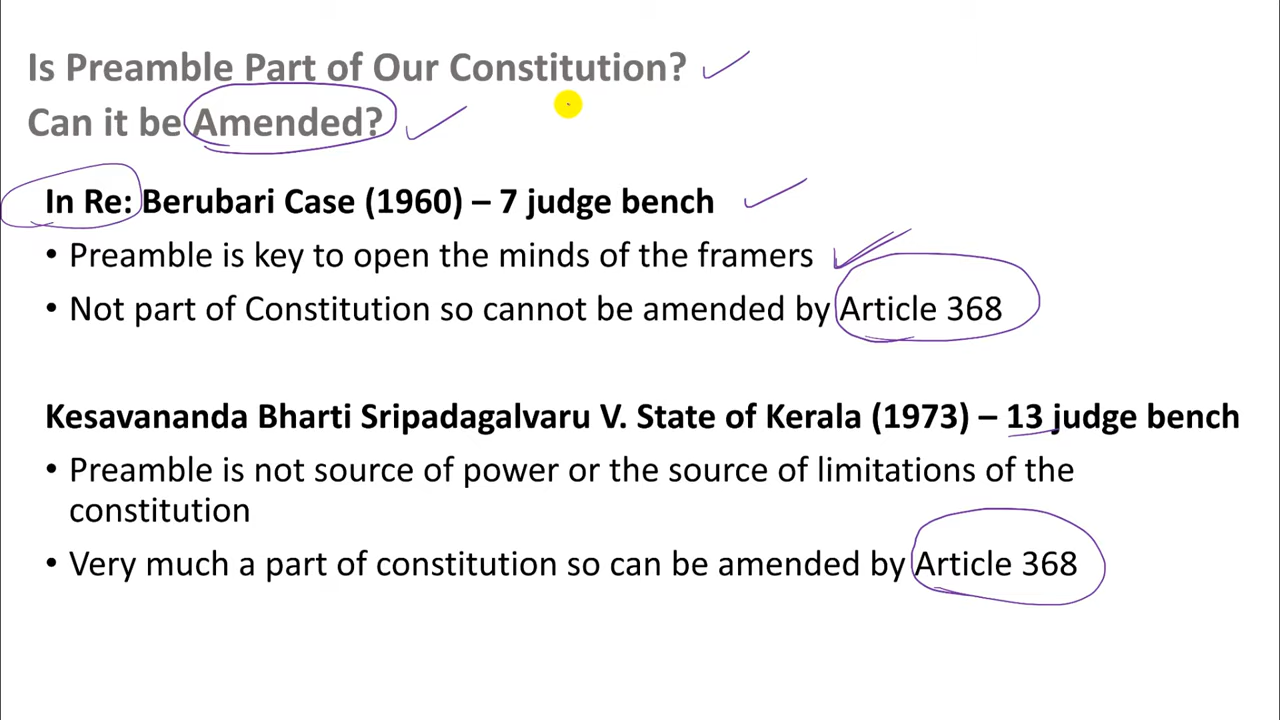 Is Preamble Part of Our Constitution?
Can it be Amended?
In Re: Berubari Case (1960) – 7 judge bench
• Preamble is key to open the minds of the framers
• Not part of Constitution so cannot be amended by Article 368
Kesavananda Bharti Sripadagalvaru V. State of Kerala (1973) – 13 judge bench
• Preamble is not source of power or the source of limitations of the
constitution
• Very much a part of constitution so can be amended by Article 368